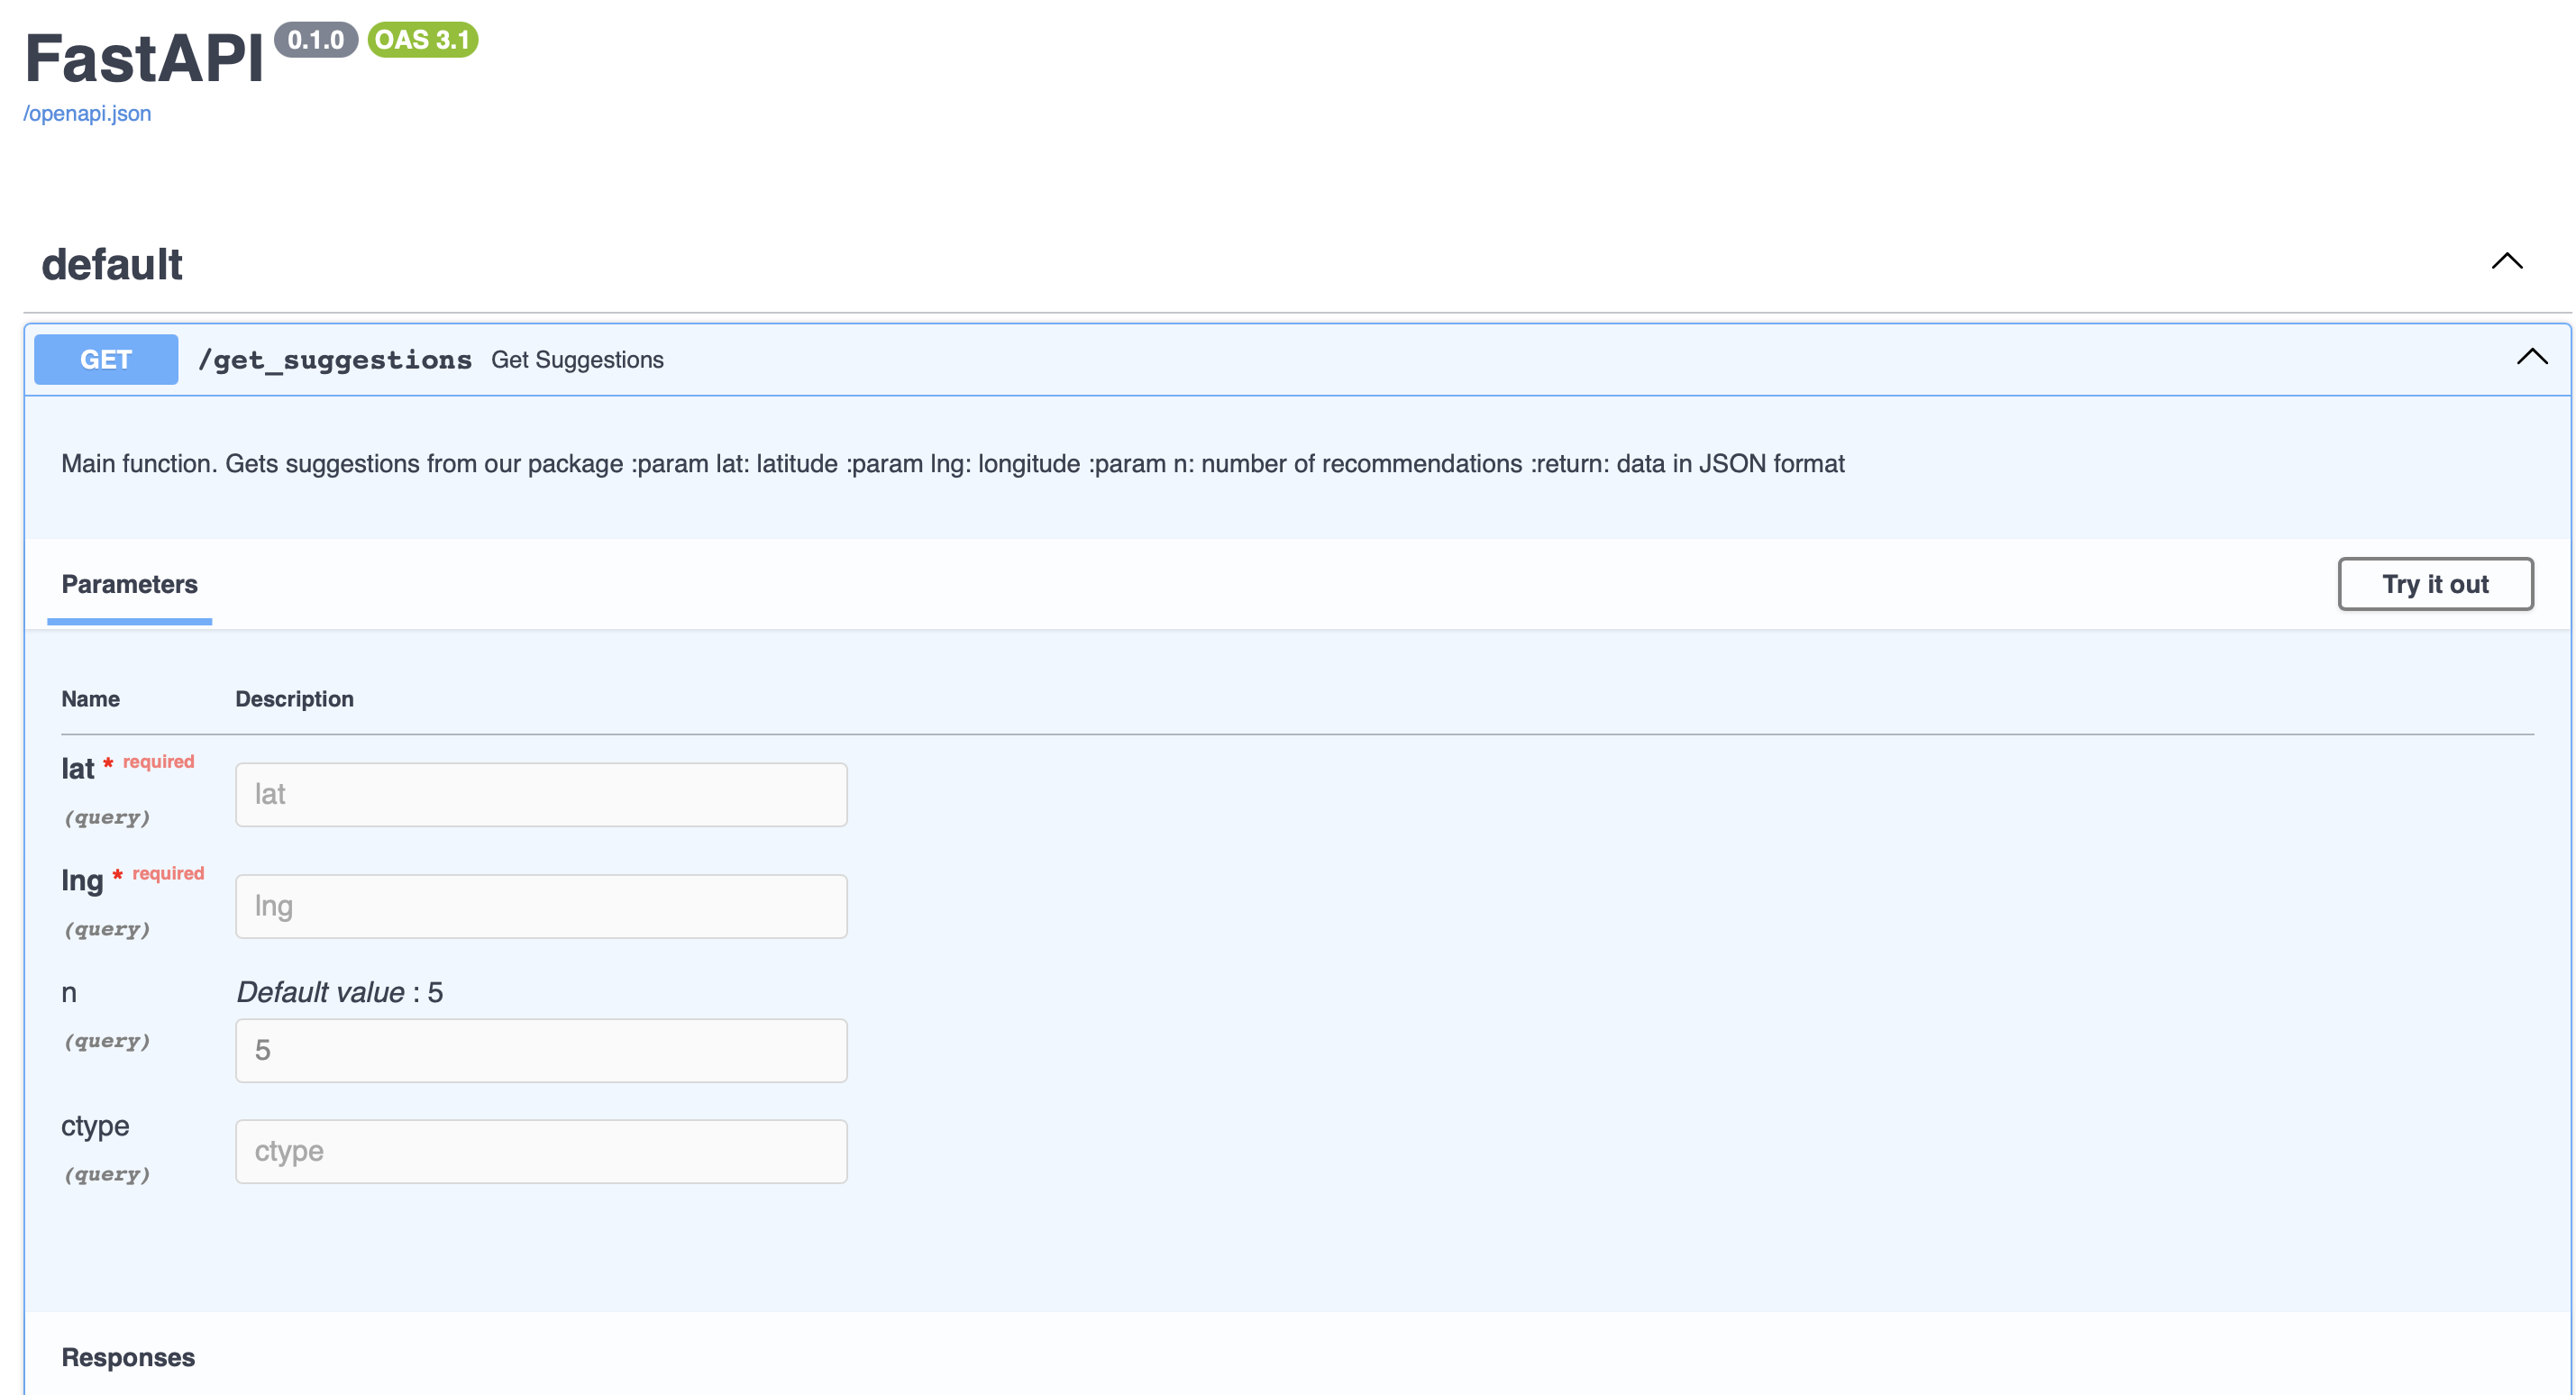 FastAPI 0.1.0 OAS 3.1
/openapi.json
default
GET /get_suggestions Get Suggestions
Main function. Gets suggestions from our package :param lat: latitude :param lng: longitude :param n: number of recommendations :return: data in JSON format
Parameters Try it out
Name Description
lat * required
(query)
lat
lng * required
(query)
lng
n
(query)
Default value : 5
5
ctype
(query)
ctype
Responses